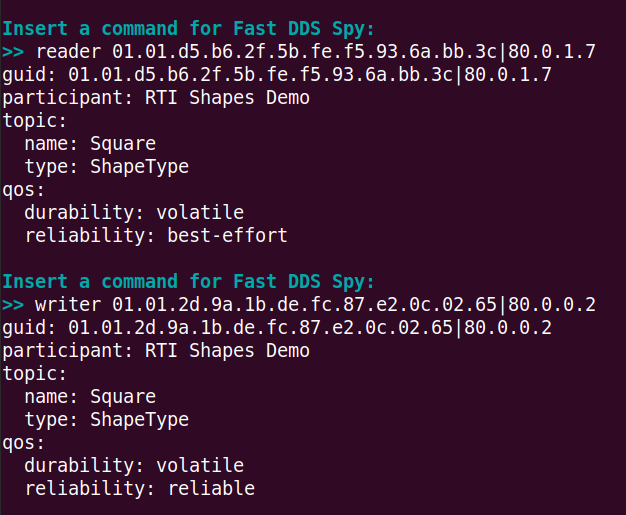 Insert a command for Fast DDS Spy:
>> reader 01.01.d5.b6.2f.5b.fe.f5.93.6a.bb.3c|80.0.1.7
guid: 01.01.d5.b6.2f.5b.fe.f5.93.6a.bb.3c|80.0.1.7
participant: RTI Shapes Demo
topic:
  name: Square
  type: ShapeType
qos:
  durability: volatile
  reliability: best-effort

Insert a command for Fast DDS Spy:
>> writer 01.01.2d.9a.1b.de.fc.87.e2.0c.02.65|80.0.0.2
guid: 01.01.2d.9a.1b.de.fc.87.e2.0c.02.65|80.0.0.2
participant: RTI Shapes Demo
topic:
  name: Square
  type: ShapeType
qos:
  durability: volatile
  reliability: reliable